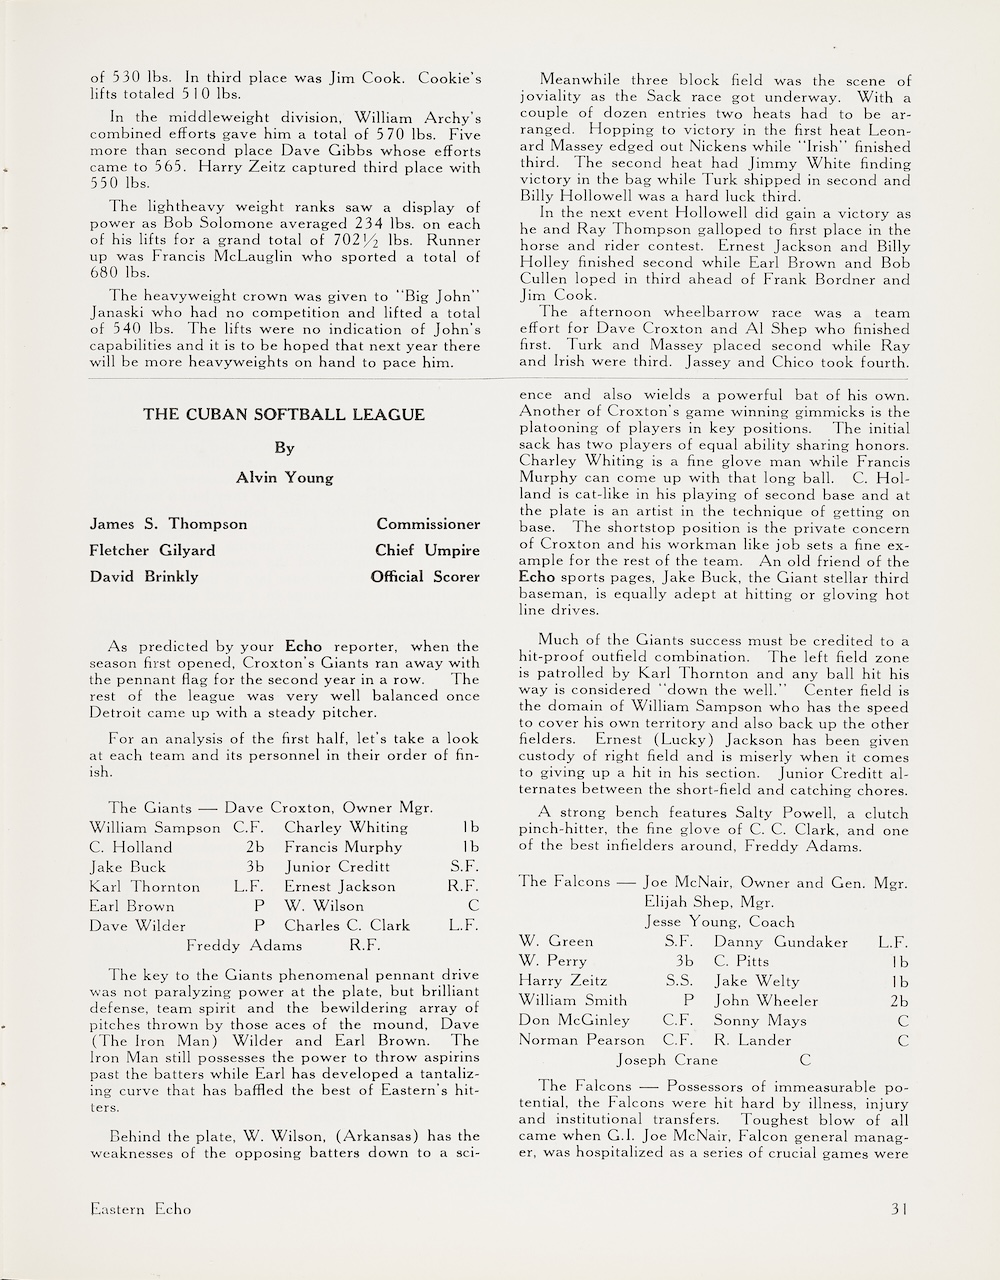 of 530 lbs. In third place was Jim Cook. Cookie's
lifts totaled 510 lbs.
In the middleweight division, William Archy's
combined efforts gave him a total of 570 lbs. Five
more than second place Dave Gibbs whose efforts
came to 565. Harry Zeitz captured third place with
550 lbs.
The lightheavy weight ranks saw a display of
power as Bob Solomone averaged 234 lbs. on each
of his lifts for a grand total of 702½ lbs. Runner
up was Francis McLauglin who sported a total of
680 lbs.
The heavyweight crown was given to "Big John"
Janaski who had no competition and lifted a total
of 540 lbs. The lifts were no indication of John's
capabilities and it is to be hoped that next year there
will be more heavyweights on hand to pace him.
Meanwhile three block field was the scene of
joviality as the Sack race got underway. With a
couple of dozen entries two heats had to be ar-
ranged. Hopping to victory in the first heat Leon-
ard Massey edged out Nickens while "Irish" finished
third. The second heat had Jimmy White finding
victory in the bag while Turk shipped in second and
Billy Hollowell was a hard luck third.
In the next event Hollowell did gain a victory as
he and Ray Thompson galloped to first place in the
horse and rider contest. Ernest Jackson and Billy
Holley finished second while Earl Brown and Bob
Cullen loped in third ahead of Frank Bordner and
Jim Cook.
The afternoon wheelbarrow race was a team
effort for Dave Croxton and Al Shep who finished
first. Turk and Massey placed second while Ray
and Irish were third. Jassey and Chico took fourth.
THE CUBAN SOFTBALL LEAGUE
By
Alvin Young
James S. Thompson Commissioner
Fletcher Gilyard Chief Umpire
David Brinkly Official Scorer
As predicted by your Echo reporter, when the
season first opened, Croxton's Giants ran away with
the pennant flag for the second year in a row. The
rest of the league was very well balanced once
Detroit came up with a steady pitcher.
For an analysis of the first half, let's take a look
at each team and its personnel in their order of fin-
ish.
The Giants — Dave Croxton, Owner Mgr.
William Sampson C.F. Charley Whiting 1b
C. Holland 2b Francis Murphy 1b
Jake Buck 3b Junior Creditt S.F.
Karl Thornton L.F. Ernest Jackson R.F.
Earl Brown P W. Wilson C
Dave Wilder P Charles C. Clark L.F.
Freddy Adams R.F.
The key to the Giants phenomenal pennant drive
was not paralyzing power at the plate, but brilliant
defense, team spirit and the bewildering array of
pitches thrown by those aces of the mound, Dave
(The Iron Man) Wilder and Earl Brown. The
Iron Man still possesses the power to throw aspirins
past the batters while Earl has developed a tantaliz-
ing curve that has baffled the best of Eastern's hit-
ters.
Behind the plate, W. Wilson, (Arkansas) has the
weaknesses of the opposing batters down to a sci-
ence and also wields a powerful bat of his own.
Another of Croxton's game winning gimmicks is the
platooning of players in key positions. The initial
sack has two players of equal ability sharing honors.
Charley Whiting is a fine glove man while Francis
Murphy can come up with that long ball. C. Hol-
land is cat-like in his playing of second base and at
the plate is an artist in the technique of getting on
base. The shortstop position is the private concern
of Croxton and his workman like job sets a fine ex-
ample for the rest of the team. An old friend of the
Echo sports pages, Jake Buck, the Giant stellar third
baseman, is equally adept at hitting or gloving hot
line drives.
Much of the Giants success must be credited to a
hit-proof outfield combination. The left field zone
is patrolled by Karl Thornton and any ball hit his
way is considered "down the well." Center field is
the domain of William Sampson who has the speed
to cover his own territory and also back up the other
fielders. Ernest (Lucky) Jackson has been given
custody of right field and is miserly when it comes
to giving up a hit in his section. Junior Creditt al-
ternates between the short-field and catching chores.
A strong bench features Salty Powell, a clutch
pinch-hitter, the fine glove of C. C. Clark, and one
of the best infielders around, Freddy Adams.
The Falcons — Joe McNair, Owner and Gen. Mgr.
Elijah Shep, Mgr.
Jesse Young, Coach
W. Green S.F. Danny Gundaker L.F.
W. Perry 3b C. Pitts 1b
Harry Zeitz S.S. Jake Welty 1b
William Smith P John Wheeler 2b
Don McGinley C.F. Sonny Mays C
Norman Pearson C.F. R. Lander C
Joseph Crane C
The Falcons — Possessors of immeasurable po-
tential, the Falcons were hit hard by illness, injury
and institutional transfers. Toughest blow of all
came when G.I. Joe McNair, Falcon general manag-
er, was hospitalized as a series of crucial games were
Eastern Echo 31